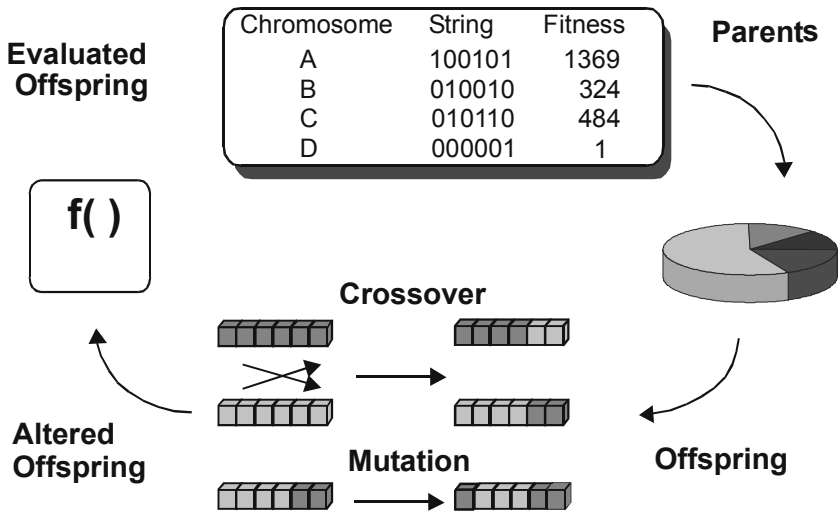 Chromosome String Fitness
A 100101 1369
B 010010 324
C 010110 484
D 000001 1
Parents
Evaluated
Offspring
f( )
Crossover
Altered
Offspring
Mutation
Offspring